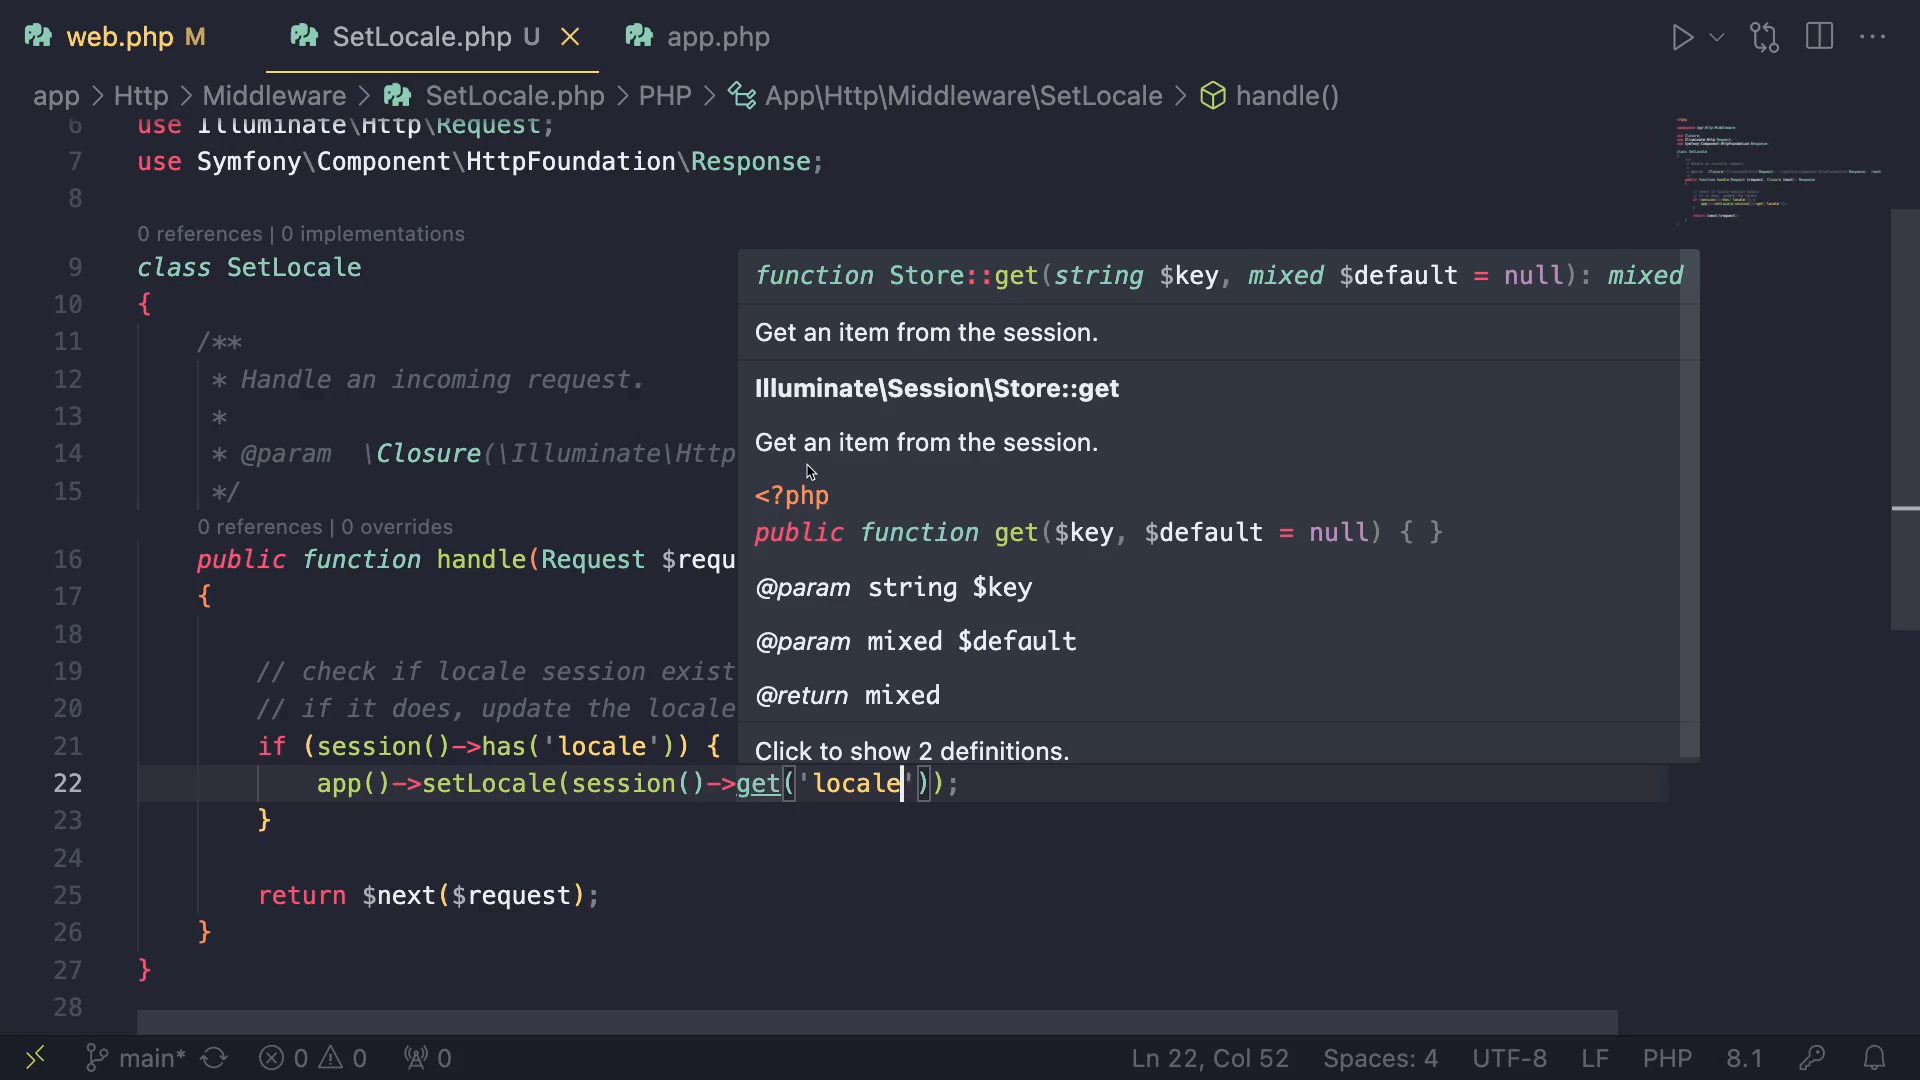 web.php M
SetLocale.php U
app.php
app > Http > Middleware > SetLocale.php > PHP > App\Http\Middleware\SetLocale > handle()
6 use Illuminate\Http\Request;
7 use Symfony\Component\HttpFoundation\Response;
8
0 references | 0 implementations
9 class SetLocale
10 {
11 /**
12 * Handle an incoming request.
13 *
14 * @param \Closure(\Illuminate\Http
15 */
0 references | 0 overrides
16 public function handle(Request $requ
17 {
18
19 // check if locale session exist
20 // if it does, update the locale
21 if (session()->has('locale')) {
22 app()->setLocale(session()->get('locale'));
23 }
24
25 return $next($request);
26 }
27 }
28
function Store::get(string $key, mixed $default = null): mixed
Get an item from the session.
Illuminate\Session\Store::get
Get an item from the session.
<?php
public function get($key, $default = null) { }
@param string $key
@param mixed $default
@return mixed
Click to show 2 definitions.
main* 0 0 0 Ln 22, Col 52 Spaces: 4 UTF-8 LF PHP 8.1